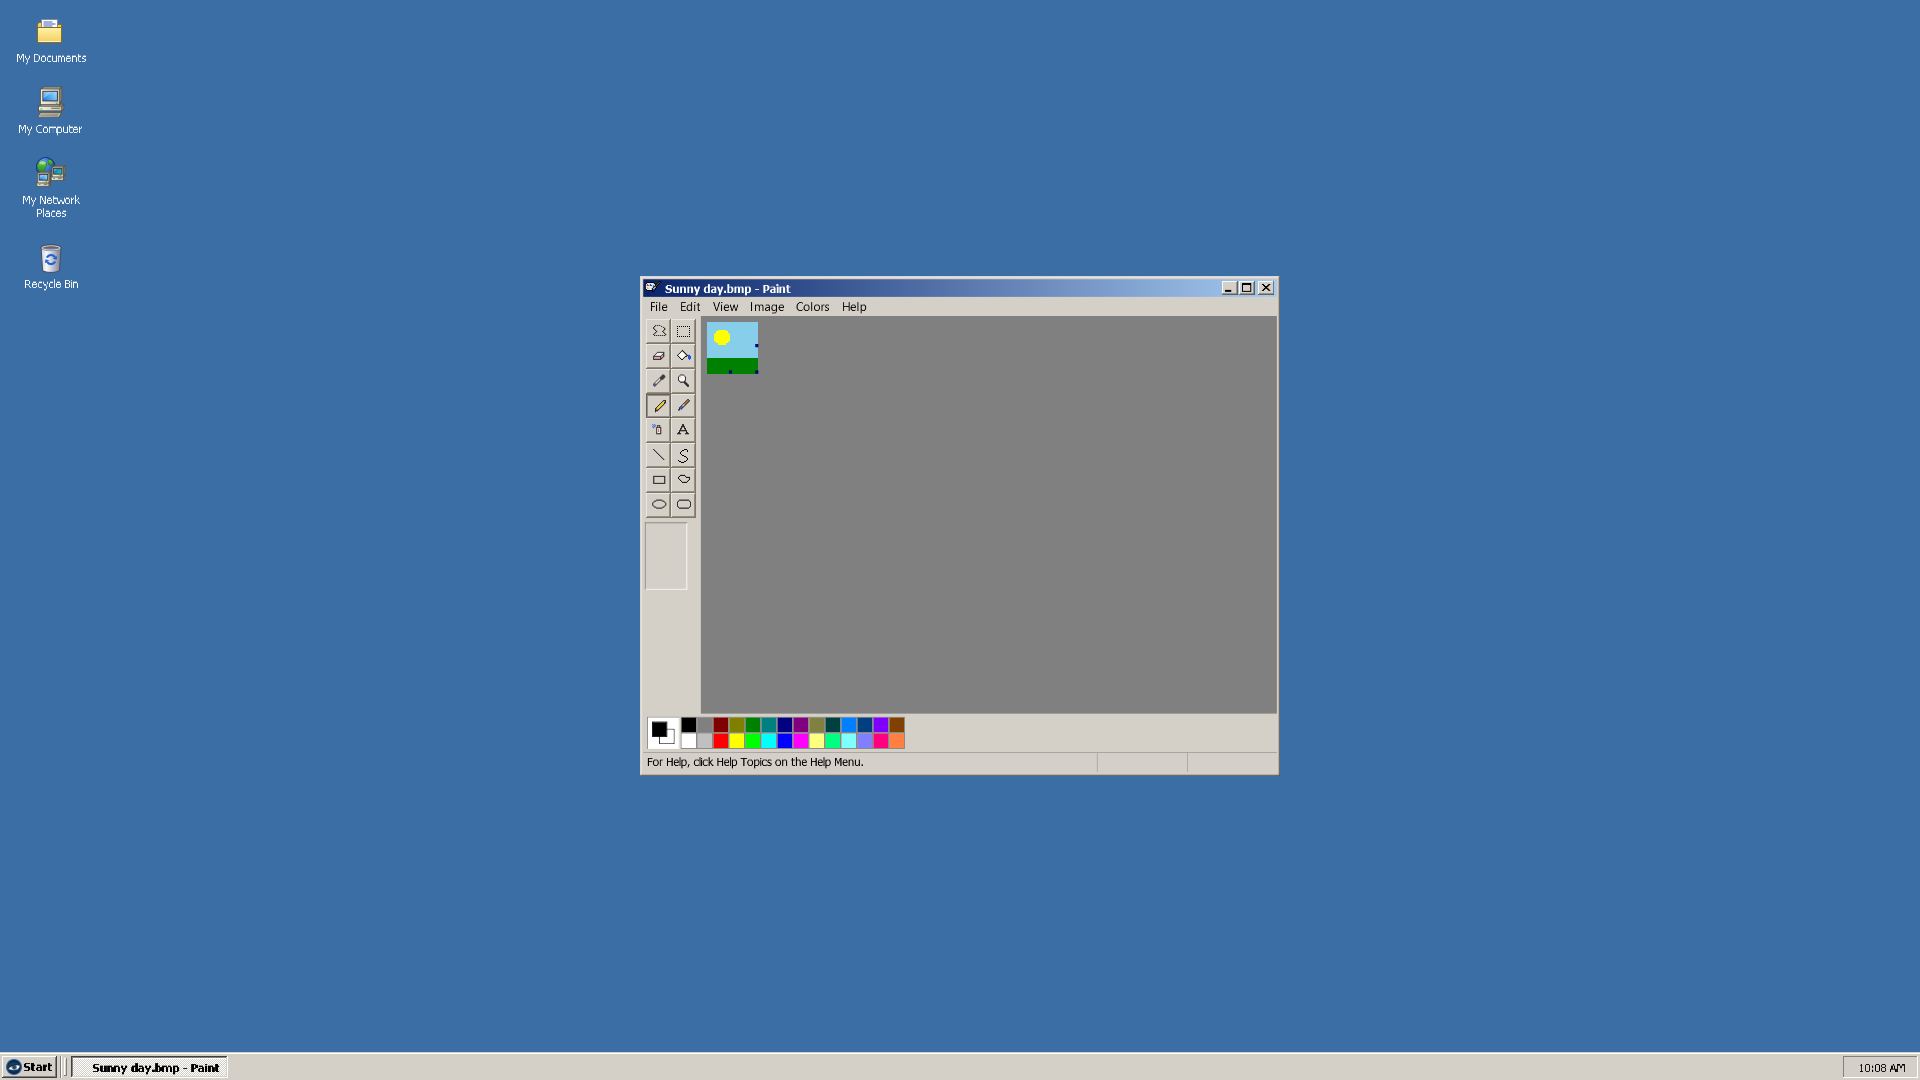 My Documents
My Computer
My Network
Places
Recycle Bin
Sunny day.bmp - Paint
File Edit View Image Colors Help
A
For Help, click Help Topics on the Help Menu.
Start
Sunny day.bmp - Paint
10:08 AM